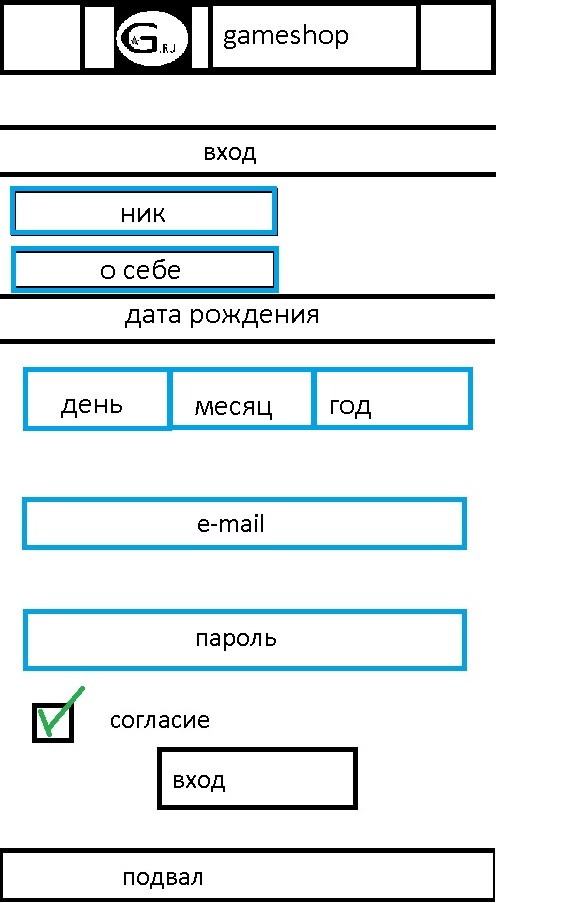 G.RJ
gameshop
вход
ник
о себе
дата рождения
день месяц год
e-mail
пароль
согласие
вход
подвал